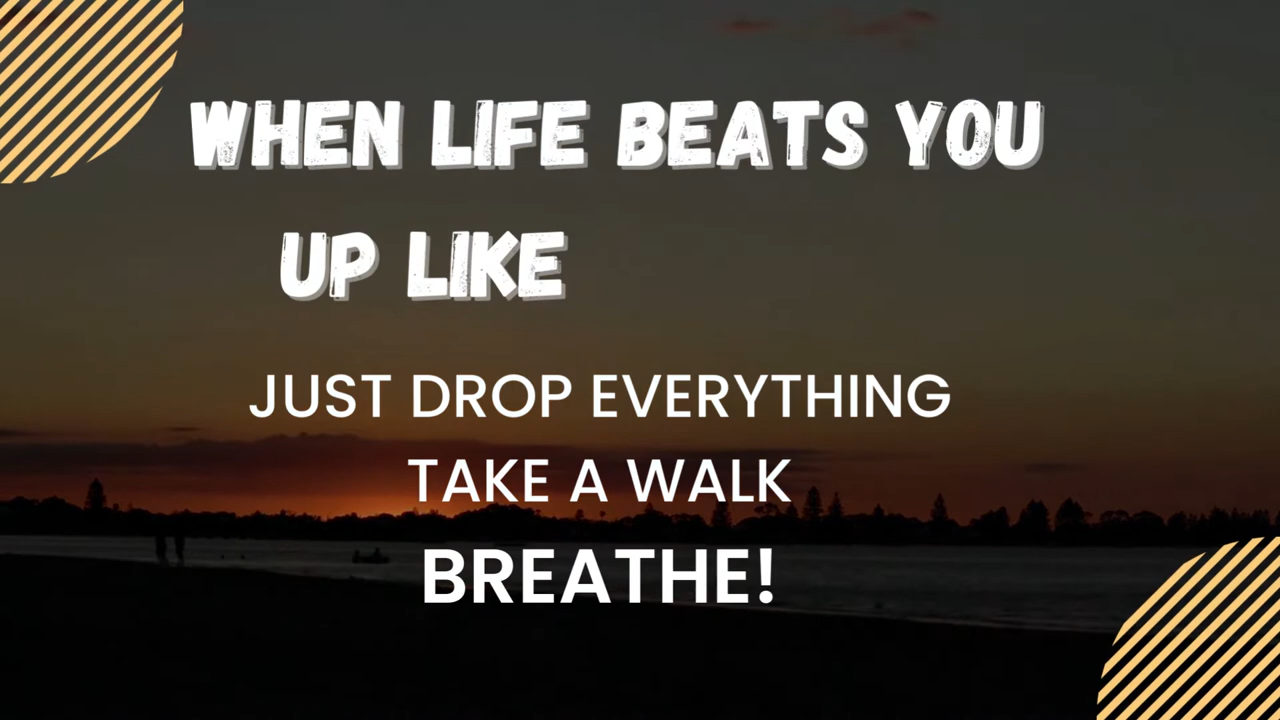 WHEN LIFE BEATS YOU
UP LIKE
JUST DROP EVERYTHING
TAKE A WALK
BREATHE!